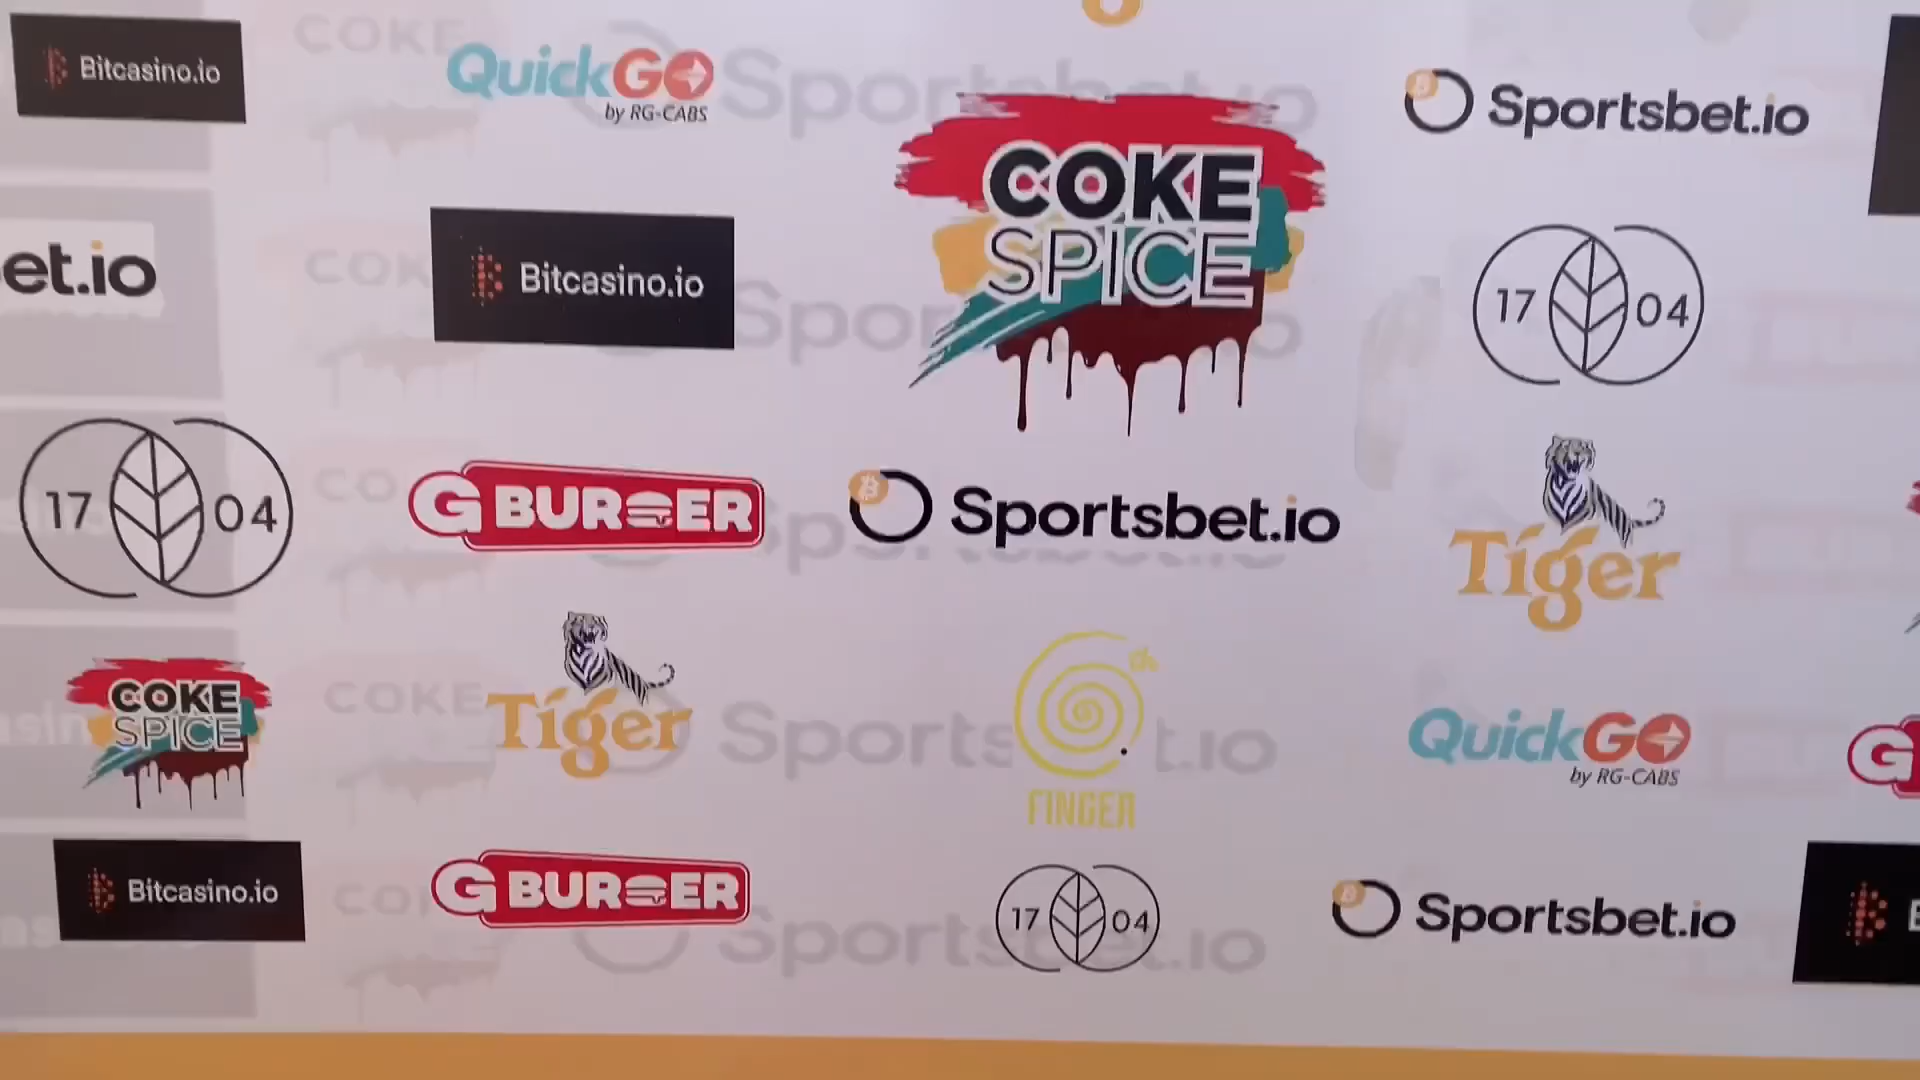 Bitcasino.io
QuickGO
by RG-CABS
Sportsbet.io
COKE
SPICE
et.io
Bitcasino.io
17 04
17 04
G BURGER
Sportsbet.io
Tiger
COKE
SPICE
Tiger
QuickGO
by RG-CABS
G
Bitcasino.io
G BURGER
17 04
Sportsbet.io